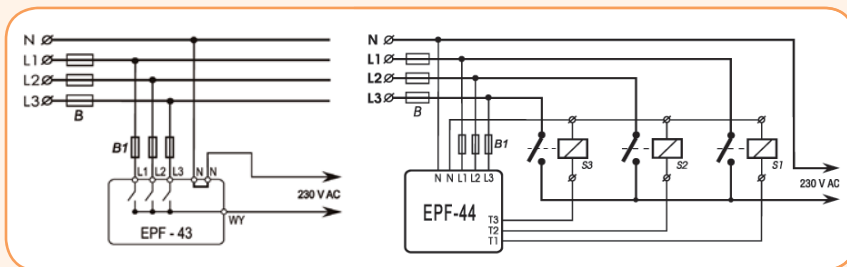 N
L1
L2
L3
B
B1
L1 L2 L3 N N
230 V AC
WY
EPF - 43
N
L1
L2
L3
B
B1
S3
S2
S1
N N L1 L2 L3
230 V AC
EPF-44
T3
T2
T1